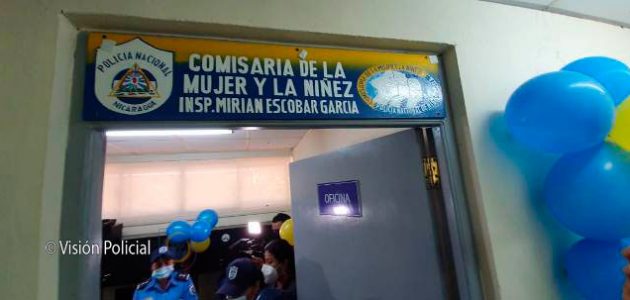 POLICIA NACIONAL
NICARAGUA
COMISARIA DE LA
MUJER Y LA NIÑEZ
INSP. MIRIAN ESCOBAR GARCIA
OFICINA
© Visión Policial